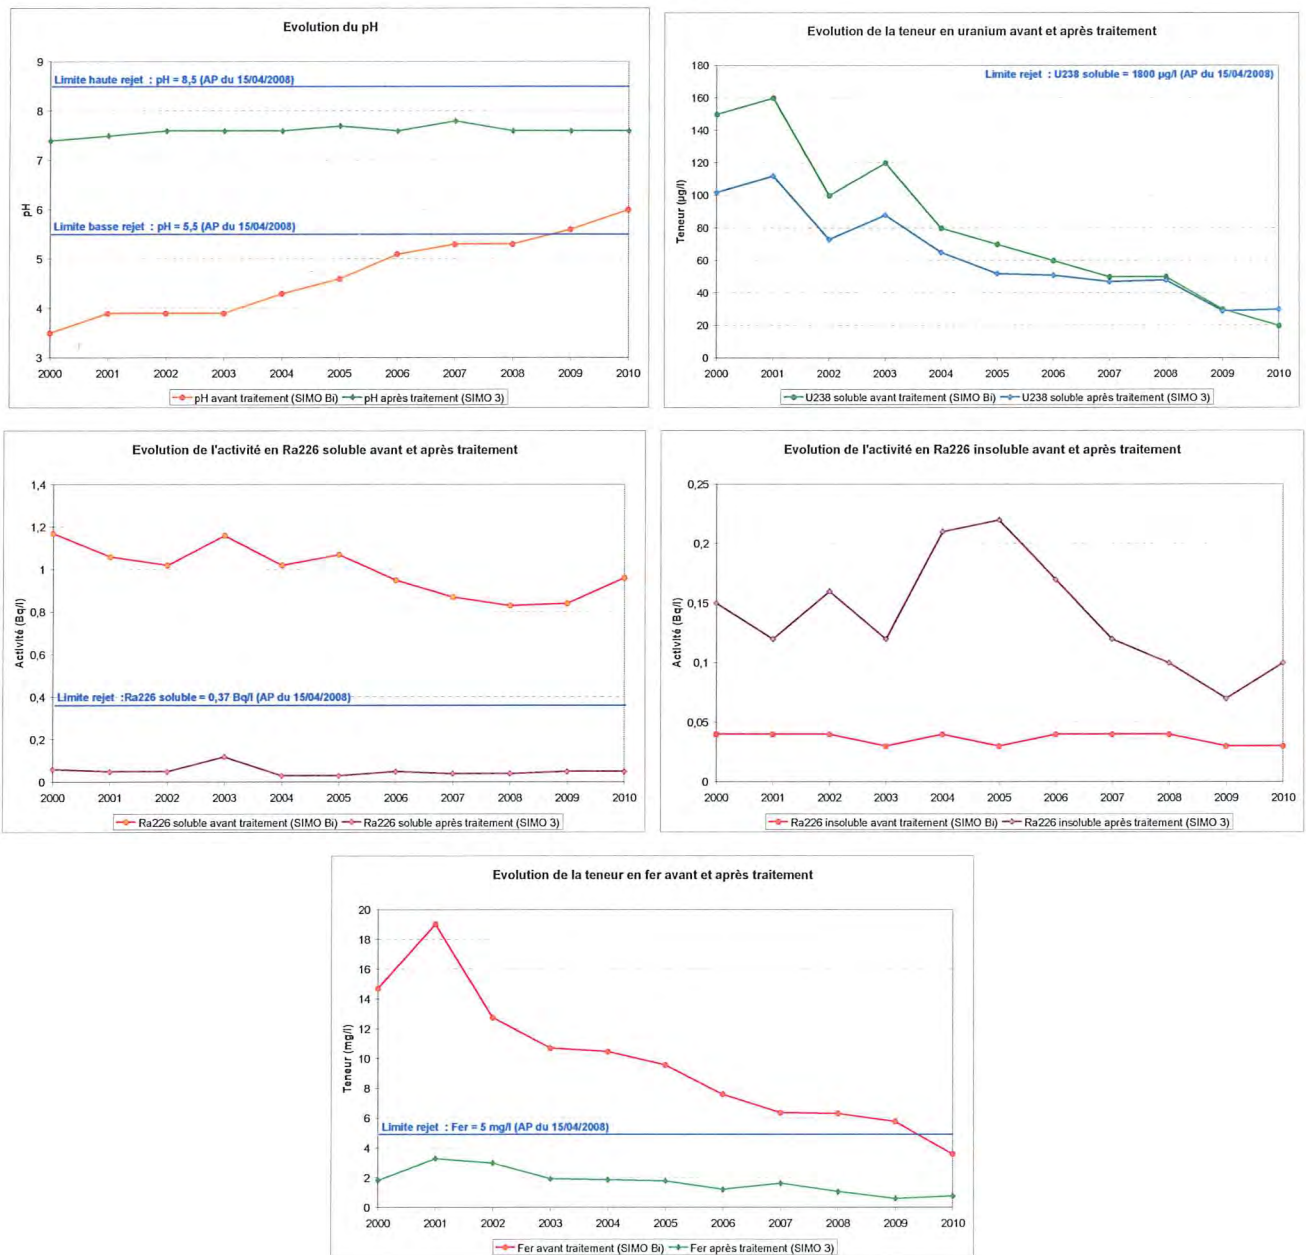 Evolution du pH
9
8
7
6
5
4
3
pH
Limite haute rejet : pH = 8,5 (AP du 15/04/2008)
Limite basse rejet : pH = 5,5 (AP du 15/04/2008)
2000 2001 2002 2003 2004 2005 2006 2007 2008 2009 2010
pH avant traitement (SIMO Bi) pH après traitement (SIMO 3)
Evolution de la teneur en uranium avant et après traitement
180
160
140
120
100
80
60
40
20
0
Teneur (µg/l)
Limite rejet : U238 soluble = 1800 µg/l (AP du 15/04/2008)
2000 2001 2002 2003 2004 2005 2006 2007 2008 2009 2010
U238 soluble avant traitement (SIMO Bi) U238 soluble après traitement (SIMO 3)
Evolution de l'activité en Ra226 soluble avant et après traitement
1,4
1,2
1
0,8
0,6
0,4
0,2
0
Activité (Bq/l)
Limite rejet :Ra226 soluble = 0,37 Bq/l (AP du 15/04/2008)
2000 2001 2002 2003 2004 2005 2006 2007 2008 2009 2010
Ra226 soluble avant traitement (SIMO Bi) Ra226 soluble après traitement (SIMO 3)
Evolution de l'activité en Ra226 insoluble avant et après traitement
0,25
0,2
0,15
0,1
0,05
0
Activité (Bq/l)
2000 2001 2002 2003 2004 2005 2006 2007 2008 2009 2010
Ra226 insoluble avant traitement (SIMO Bi) Ra226 insoluble après traitement (SIMO 3)
Evolution de la teneur en fer avant et après traitement
20
18
16
14
12
10
8
6
4
2
0
Teneur (mg/l)
Limite rejet : Fer = 5 mg/l (AP du 15/04/2008)
2000 2001 2002 2003 2004 2005 2006 2007 2008 2009 2010
Fer avant traitement (SIMO Bi) Fer après traitement (SIMO 3)